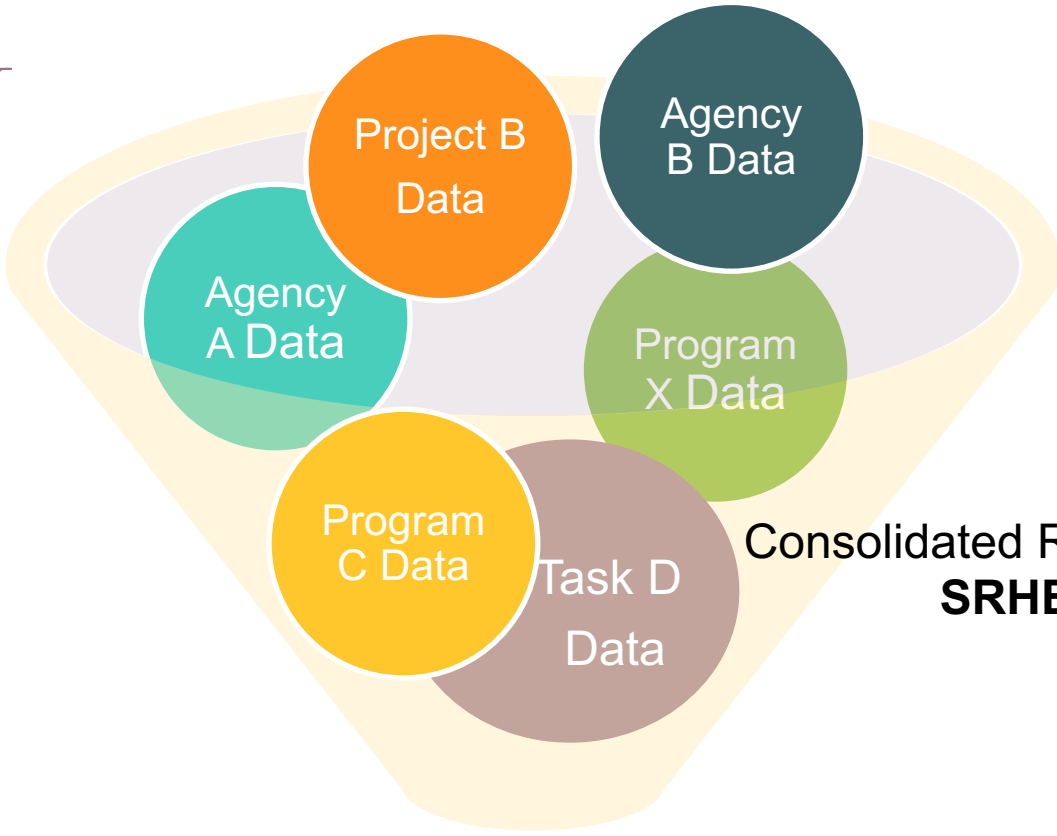 Project B
Data
Agency
B Data
Agency
A Data
Program
X Data
Program
C Data
Task D
Data
Consolidated